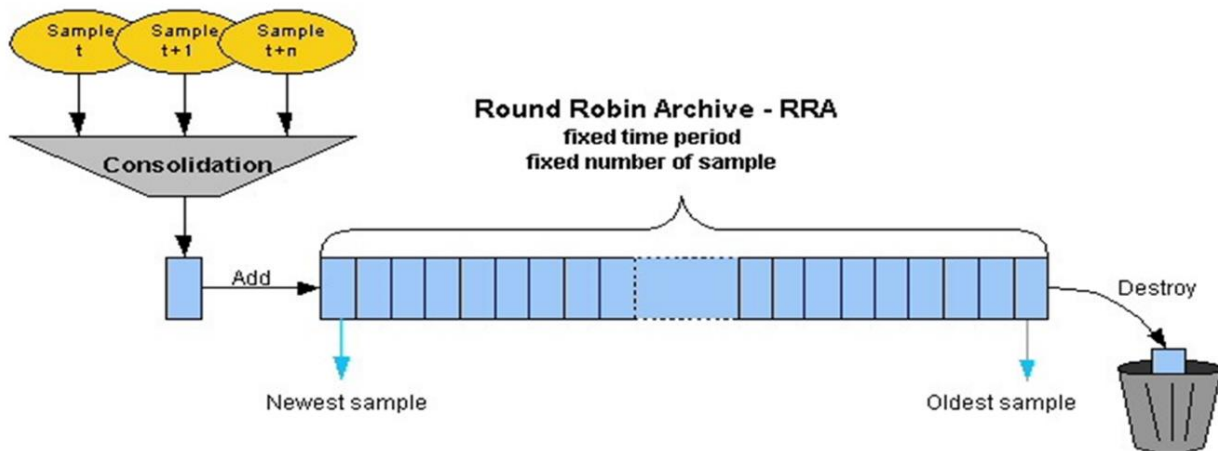 Sample
t
Sample
t+1
Sample
t+n
Consolidation
Round Robin Archive - RRA
fixed time period
fixed number of sample
Add
Destroy
Newest sample
Oldest sample